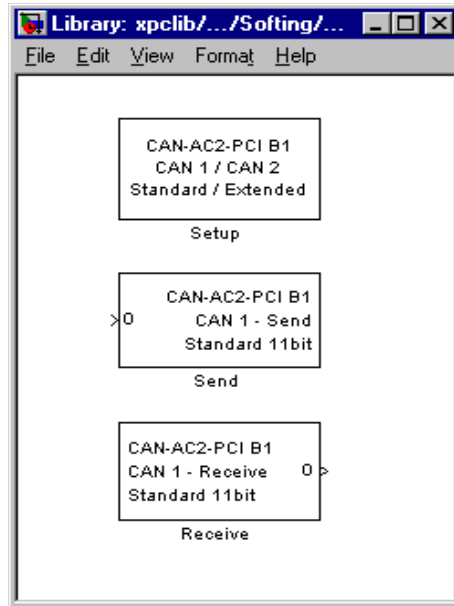 Library: xpclib/.../Softing/...
File Edit View Format Help
CAN-AC2-PCI B1
CAN 1 / CAN 2
Standard / Extended
Setup
CAN-AC2-PCI B1
0 CAN 1 - Send
Standard 11bit
Send
CAN-AC2-PCI B1
CAN 1 - Receive 0
Standard 11bit
Receive